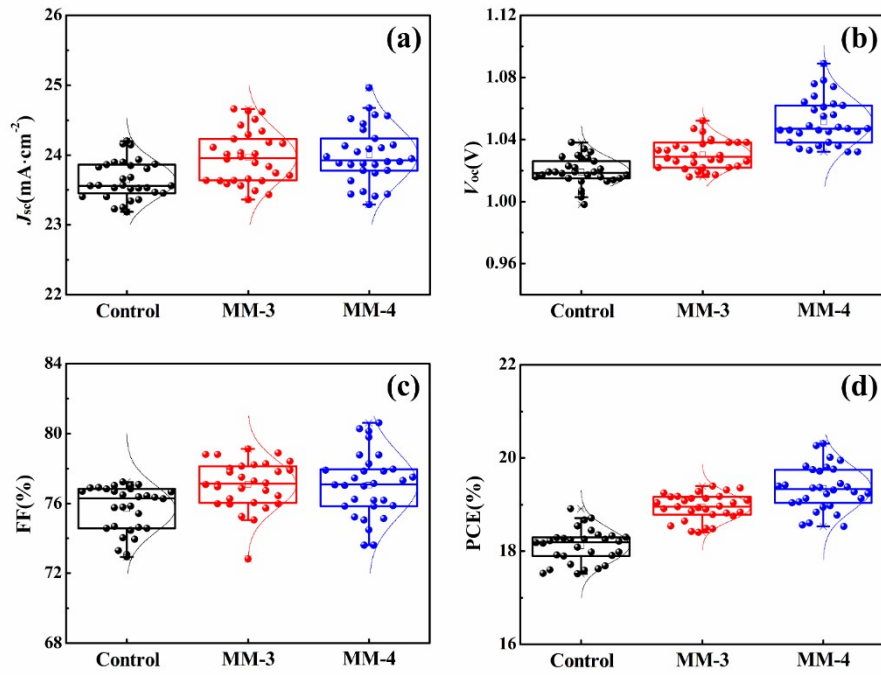 (a)
26
25
24
23
22
Jsc(mA·cm⁻²)
Control MM-3 MM-4
(b)
1.12
1.08
1.04
1.00
0.96
Voc(V)
Control MM-3 MM-4
(c)
84
80
76
72
68
FF(%)
Control MM-3 MM-4
(d)
22
20
18
16
PCE(%)
Control MM-3 MM-4